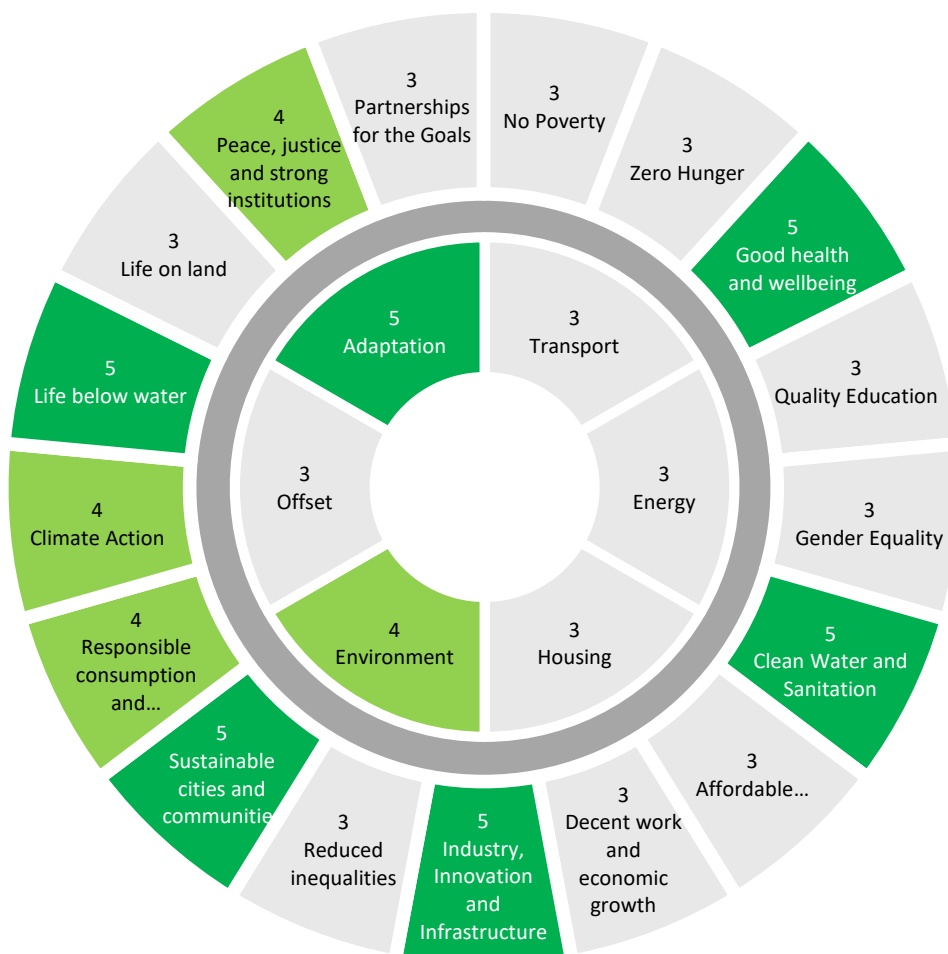 3
Partnerships
for the Goals
3
No Poverty
3
Zero Hunger
5
Good health
and wellbeing
3
Quality Education
3
Gender Equality
5
Clean Water and
Sanitation
3
Affordable…
3
Decent work
and
economic
growth
5
Industry,
Innovation
and
Infrastructure
3
Reduced
inequalities
5
Sustainable
cities and
communities
4
Responsible
consumption
and…
4
Climate Action
5
Life below water
3
Life on land
4
Peace, justice
and strong
institutions
5
Adaptation
3
Transport
3
Energy
3
Housing
4
Environment
3
Offset